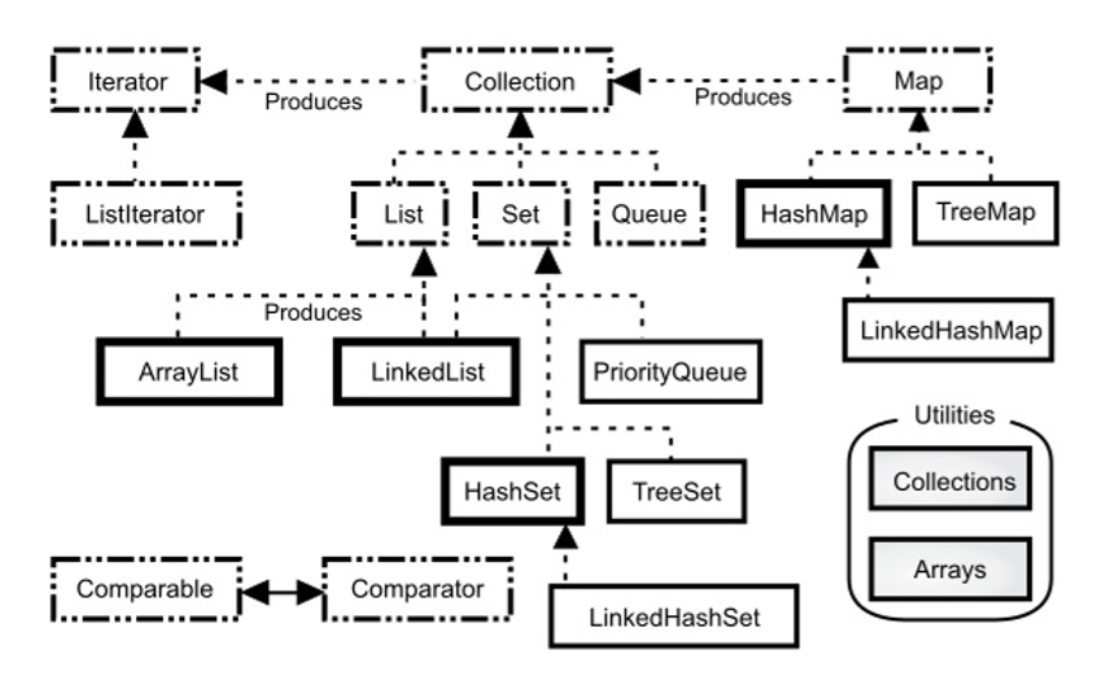 Iterator
Produces
Collection
Produces
Map
ListIterator
List
Set
Queue
HashMap
TreeMap
Produces
LinkedHashMap
ArrayList
LinkedList
PriorityQueue
Utilities
Collections
Arrays
HashSet
TreeSet
Comparable
Comparator
LinkedHashSet